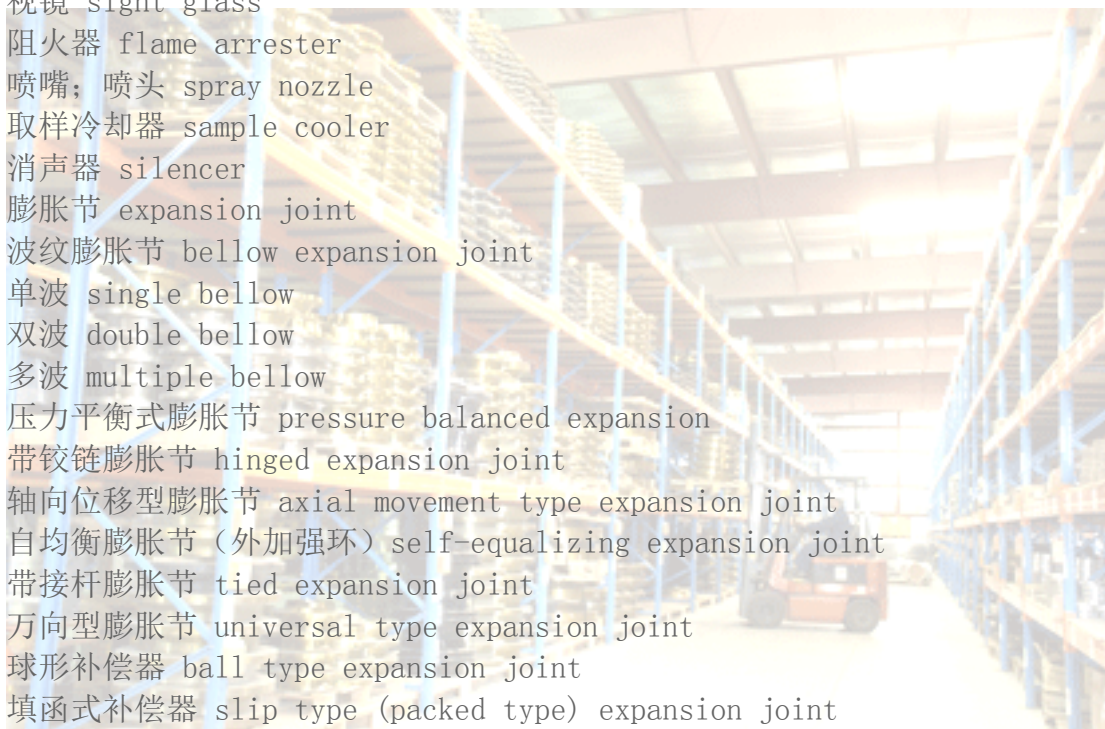 视镜 sight glass
阻火器 flame arrester
喷嘴；喷头 spray nozzle
取样冷却器 sample cooler
消声器 silencer
膨胀节 expansion joint
波纹膨胀节 bellow expansion joint
单波 single bellow
双波 double bellow
多波 multiple bellow
压力平衡式膨胀节 pressure balanced expansion
带铰链膨胀节 hinged expansion joint
轴向位移型膨胀节 axial movement type expansion joint
自均衡膨胀节（外加强环）self-equalizing expansion joint
带接杆膨胀节 tied expansion joint
万向型膨胀节 universal type expansion joint
球形补偿器 ball type expansion joint
填函式补偿器 slip type (packed type) expansion joint